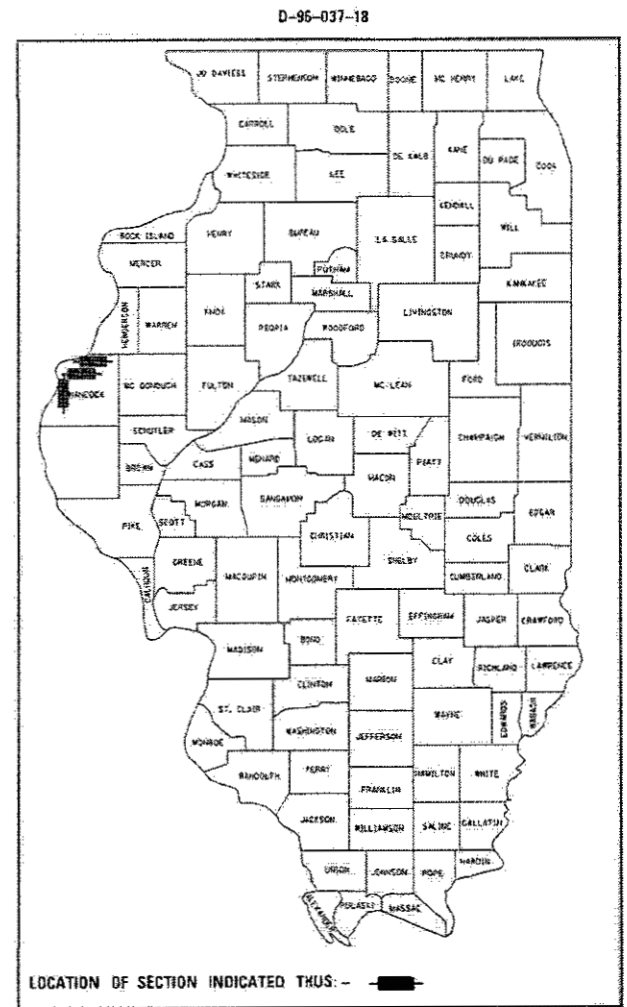 D-96-037-18
JO DAVIESS STEPHENSON WINNEBAGO BOONE MC HENRY LAKE
CARROLL OGLE
DE KALB KANE DU PAGE COOK
WHITESIDE LEE
KENDALL WILL
ROCK ISLAND HENRY BUREAU LA SALLE
MERCER GRUNDY
PUTNAM
STARK MARSHALL KANKAKEE
HENDERSON WARREN KNOX LIVINGSTON
PEORIA WOODFORD IROQUOIS
TAZEWELL MC-LEAN FORD
HANCOCK MC DONOUGH FULTON
MASON
SCHUYLER LOGAN DE WITT CHAMPAIGN VERMILION
BROWN CASS MENARD PIATT
MACON
MORGAN SANGAMON DOUGLAS
PIKE SCOTT MOULTRIE EDGAR
CHRISTIAN COLES
GREENE SHELBY
CALHOUN MACOUPIN MONTGOMERY CUMBERLAND CLARK
JERSEY
FAYETTE EFFINGHAM JASPER CRAWFORD
MADISON BOND
CLAY RICHLAND LAWRENCE
CLINTON MARION
ST. CLAIR WAYNE EDWARDS WABASH
WASHINGTON JEFFERSON
MONROE
RANDOLPH PERRY HAMILTON WHITE
FRANKLIN
JACKSON WILLIAMSON SALINE GALLATIN
UNION JOHNSON POPE HARDIN
ALEXANDER PULASKI MASSAC
LOCATION OF SECTION INDICATED THUS: -